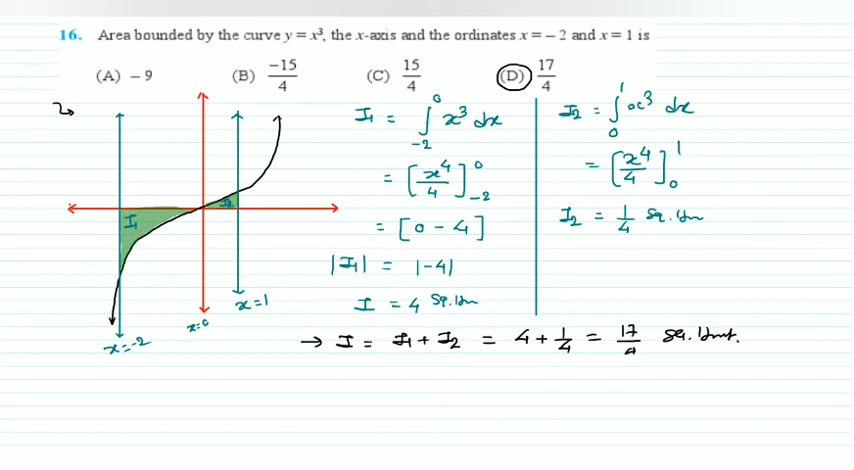 16. Area bounded by the curve y = x³, the x-axis and the ordinates x = – 2 and x = 1 is
(A) – 9 (B) –15/4 (C) 15/4 (D) 17/4
I₁ = ∫₋₂⁰ x³ dx
= [x⁴/4]₋₂⁰
= [0 - 4]
|I₁| = |-4|
I = 4 Sq. Un
I₂ = ∫₀¹ x³ dx
= [x⁴/4]₀¹
I₂ = 1/4 Sq. Un
I₁
I₂
x=1
x=0
x=-2
→ I = I₁ + I₂ = 4 + 1/4 = 17/4 Sq. Unit.